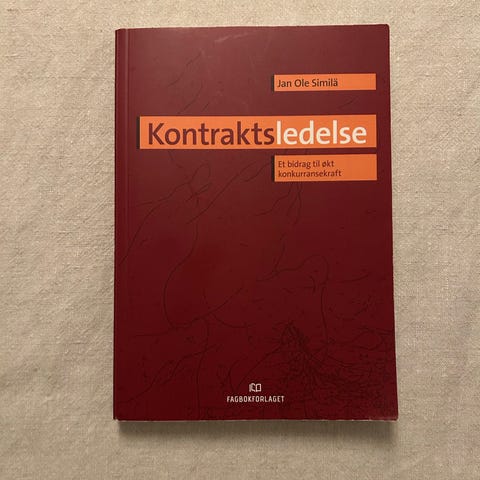 Jan Ole Similä
Kontraktsledelse
Et bidrag til økt
konkurransekraft
FAGBOKFORLAGET